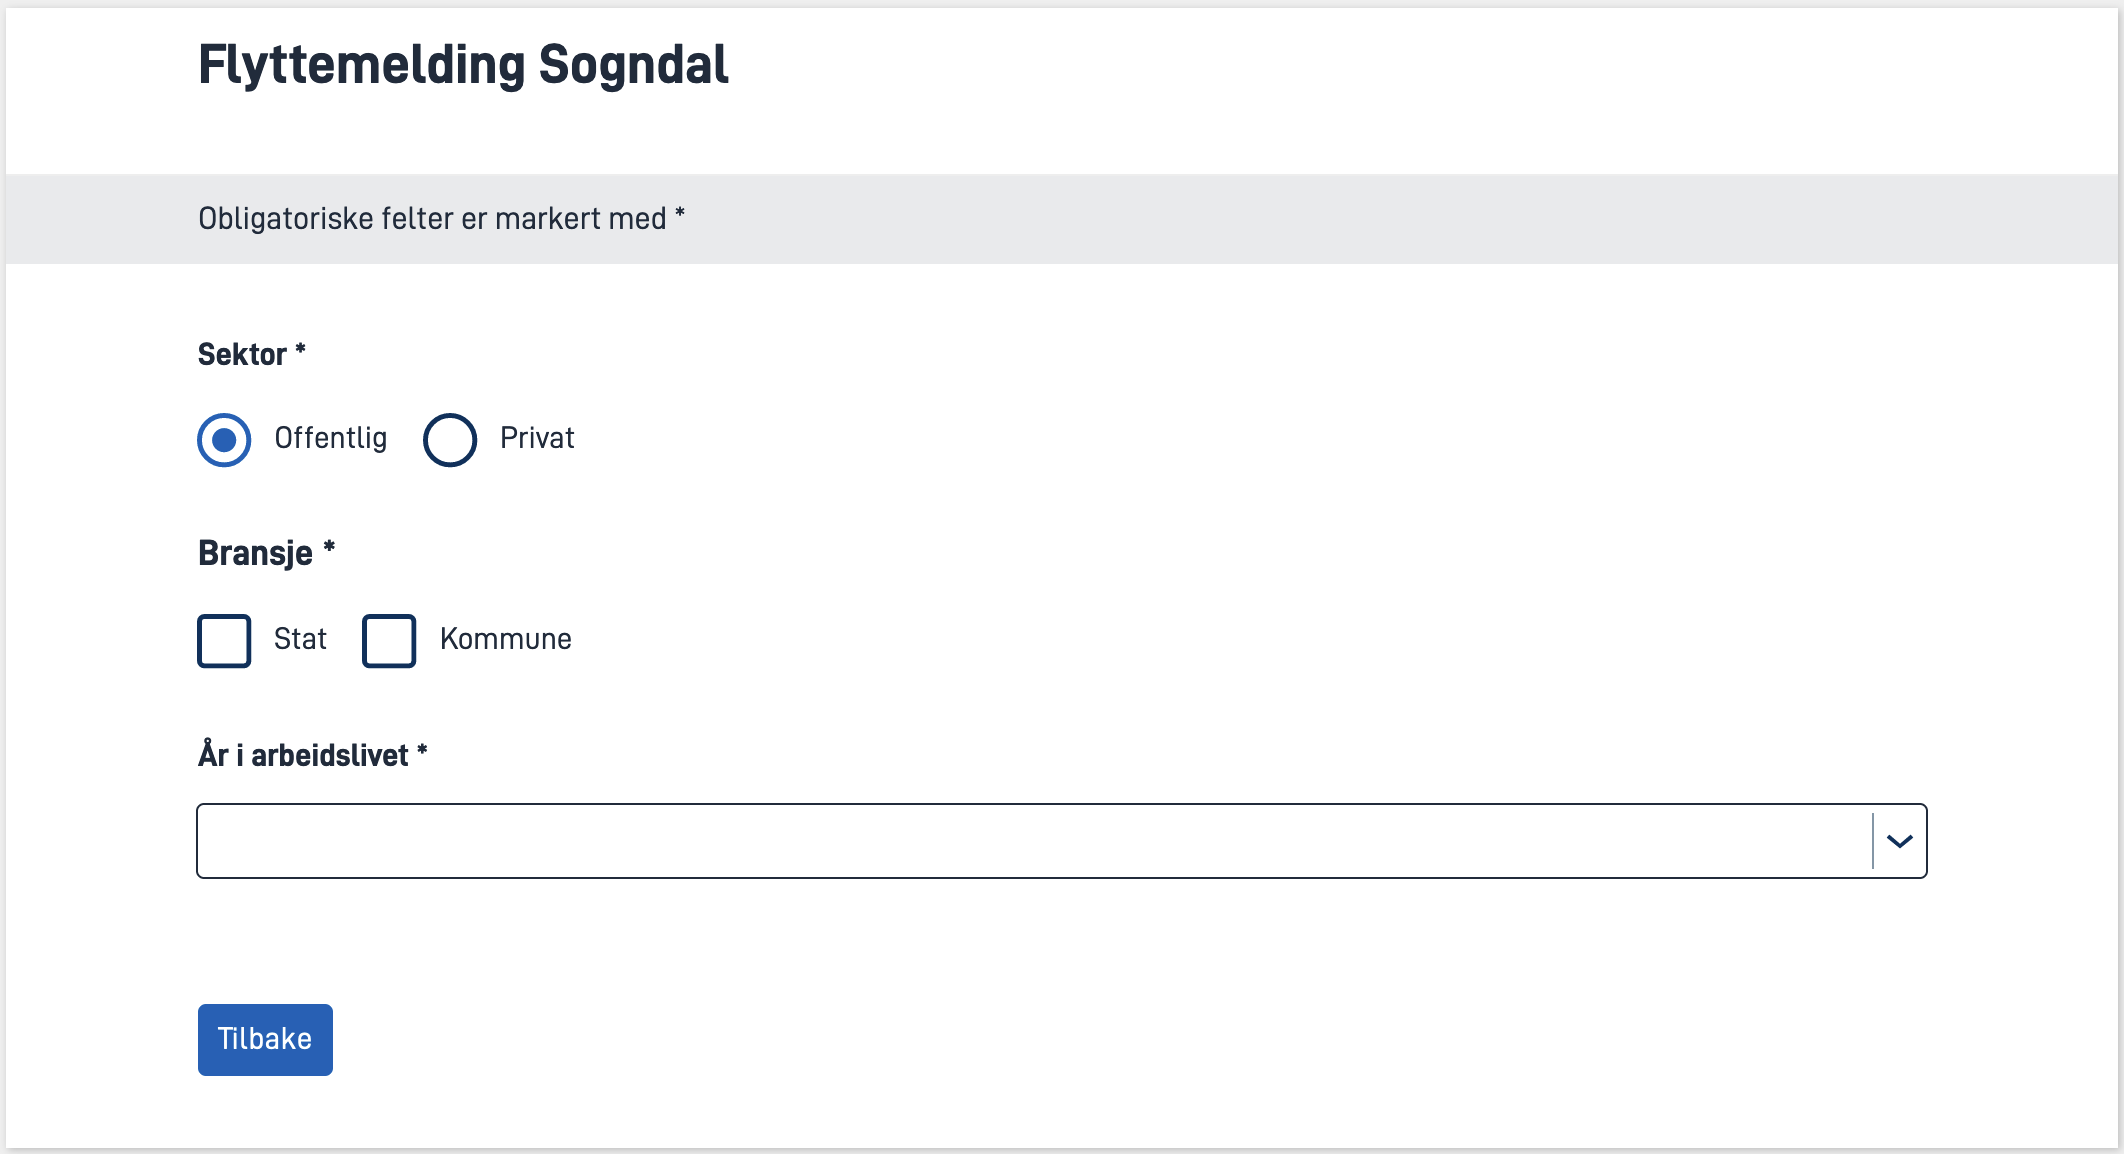 Flyttemelding Sogndal
Obligatoriske felter er markert med *
Sektor *
Offentlig Privat
Bransje *
Stat Kommune
År i arbeidslivet *
Tilbake